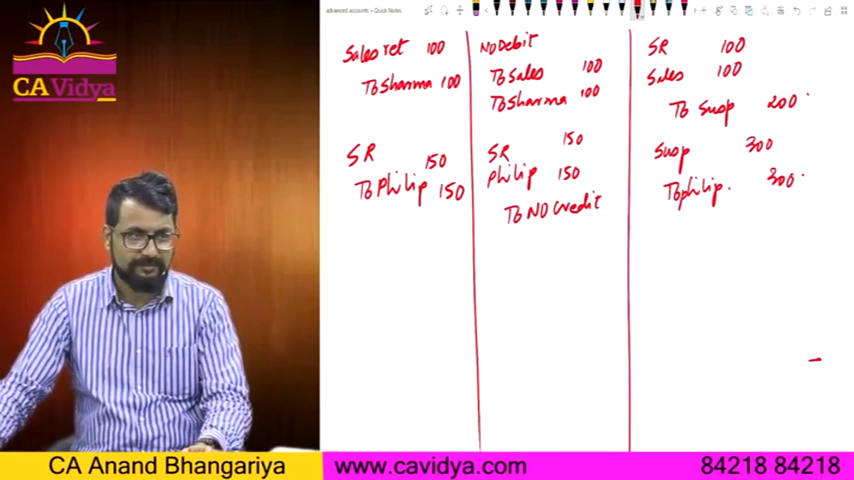 advanced accounts - Quick Notes
CA Vidya
Sales ret 100
To Sharma 100
SR 150
To Philip 150
No Debit
To Sales 100
To Sharma 100
SR 150
Philip 150
To NO Credit
SR 100
Sales 100
To Susp 200
Susp 300
To philip. 300
CA Anand Bhangariya
www.cavidya.com
84218 84218